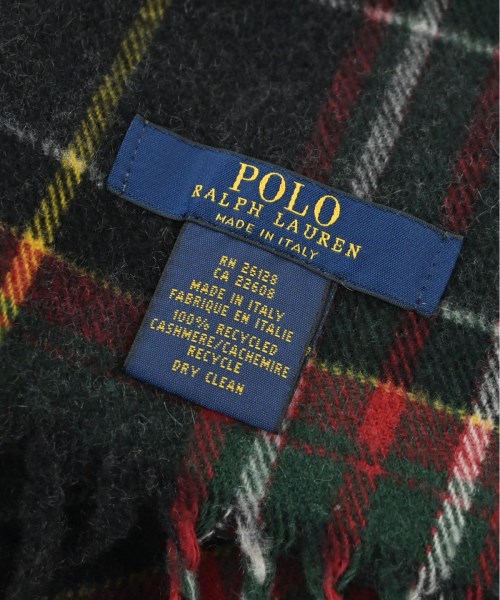 POLO
RALPH LAUREN
MADE IN ITALY
RN 26128
CA 22608
MADE IN ITALY
FABRIQUE EN ITALIE
100% RECYCLED
CASHMERE/CACHEMIRE
RECYCLE
DRY CLEAN